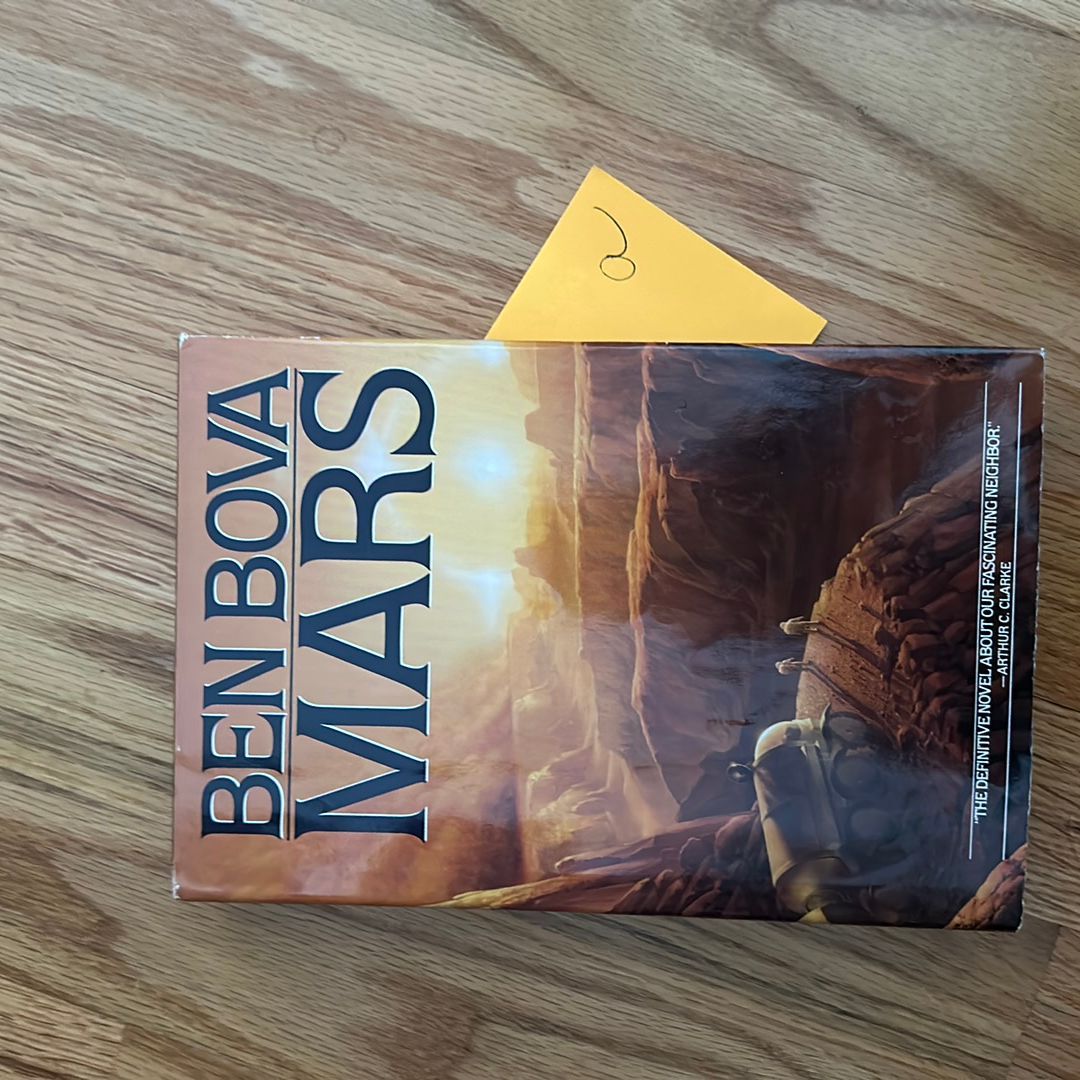 BEN BOVA
MARS
"THE DEFINITIVE NOVEL ABOUT OUR FASCINATING NEIGHBOR."
—ARTHUR C. CLARKE